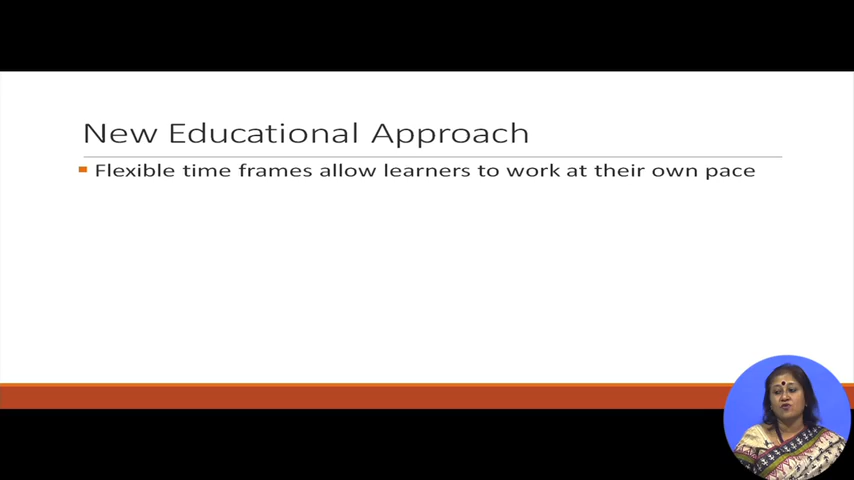 New Educational Approach
Flexible time frames allow learners to work at their own pace